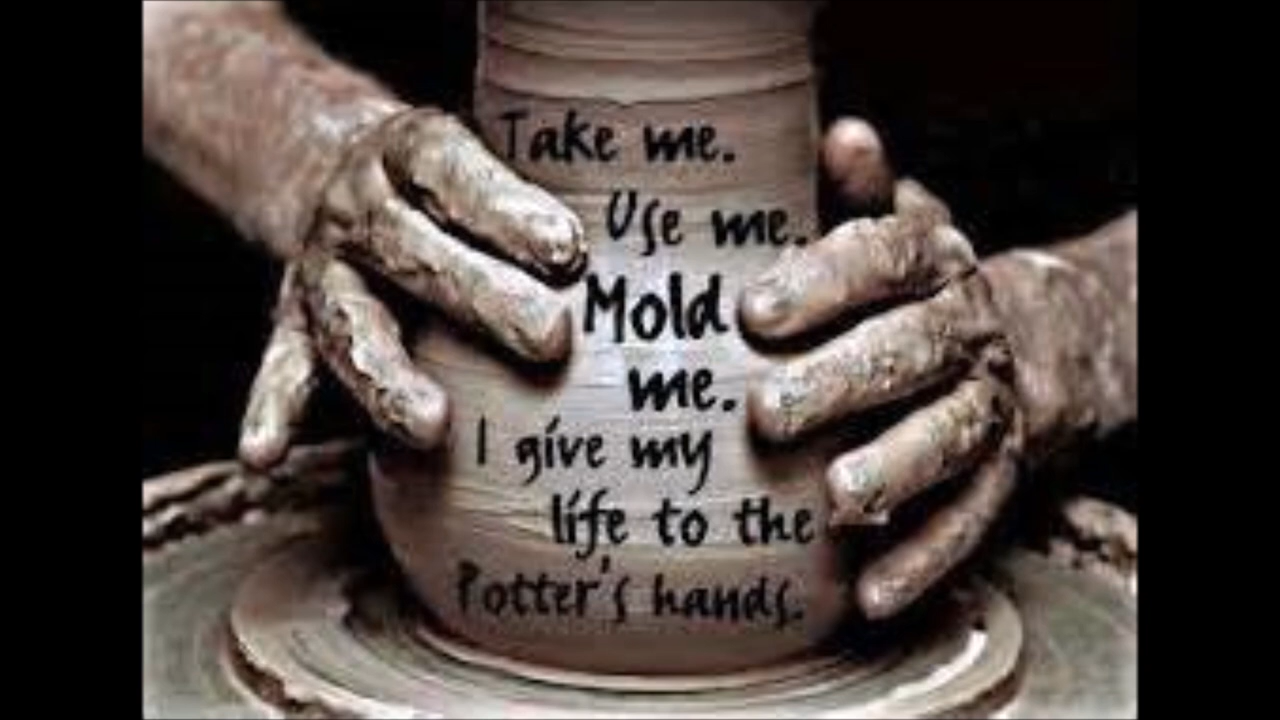 Take me.
Use me.
Mold
me.
I give my
life to the
Potter's hands.